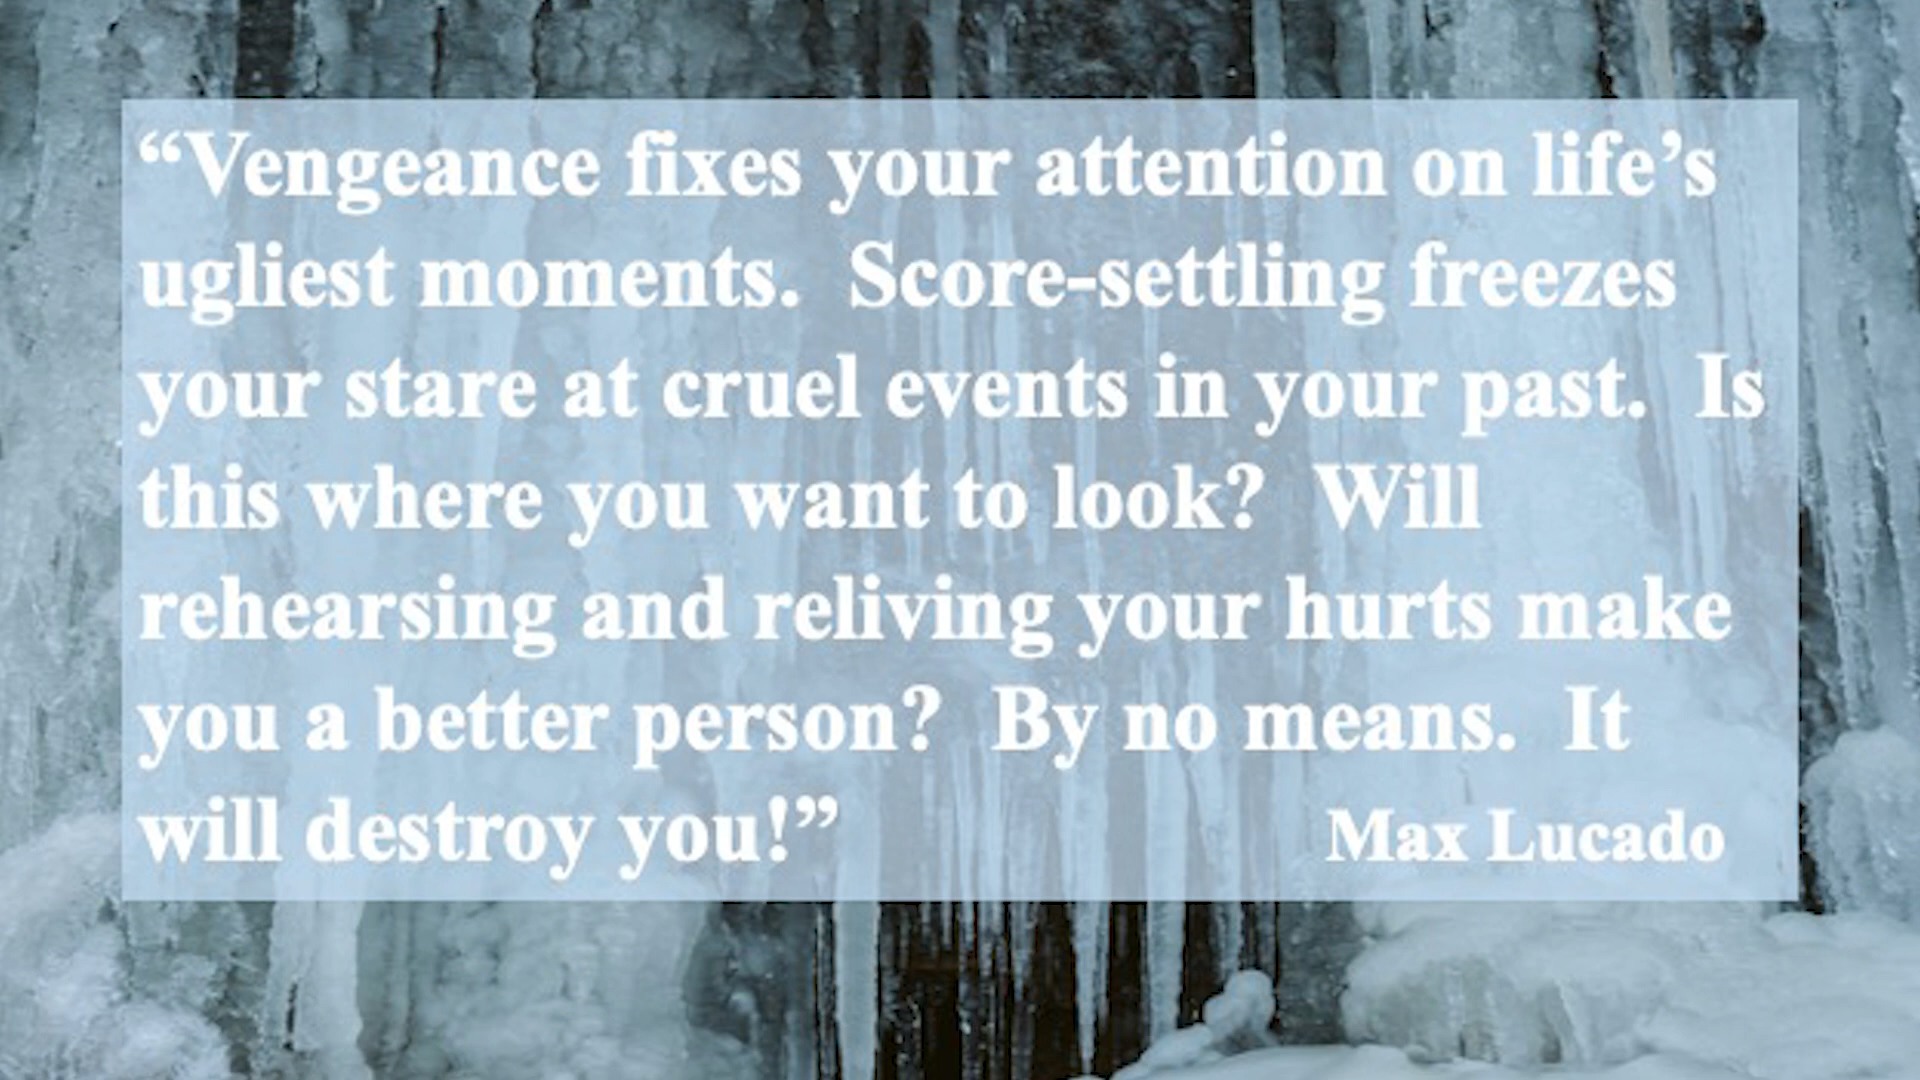 “Vengeance fixes your attention on life’s
ugliest moments.  Score-settling freezes
your stare at cruel events in your past.  Is
this where you want to look?  Will
rehearsing and reliving your hurts make
you a better person?  By no means.  It
will destroy you!”
Max Lucado